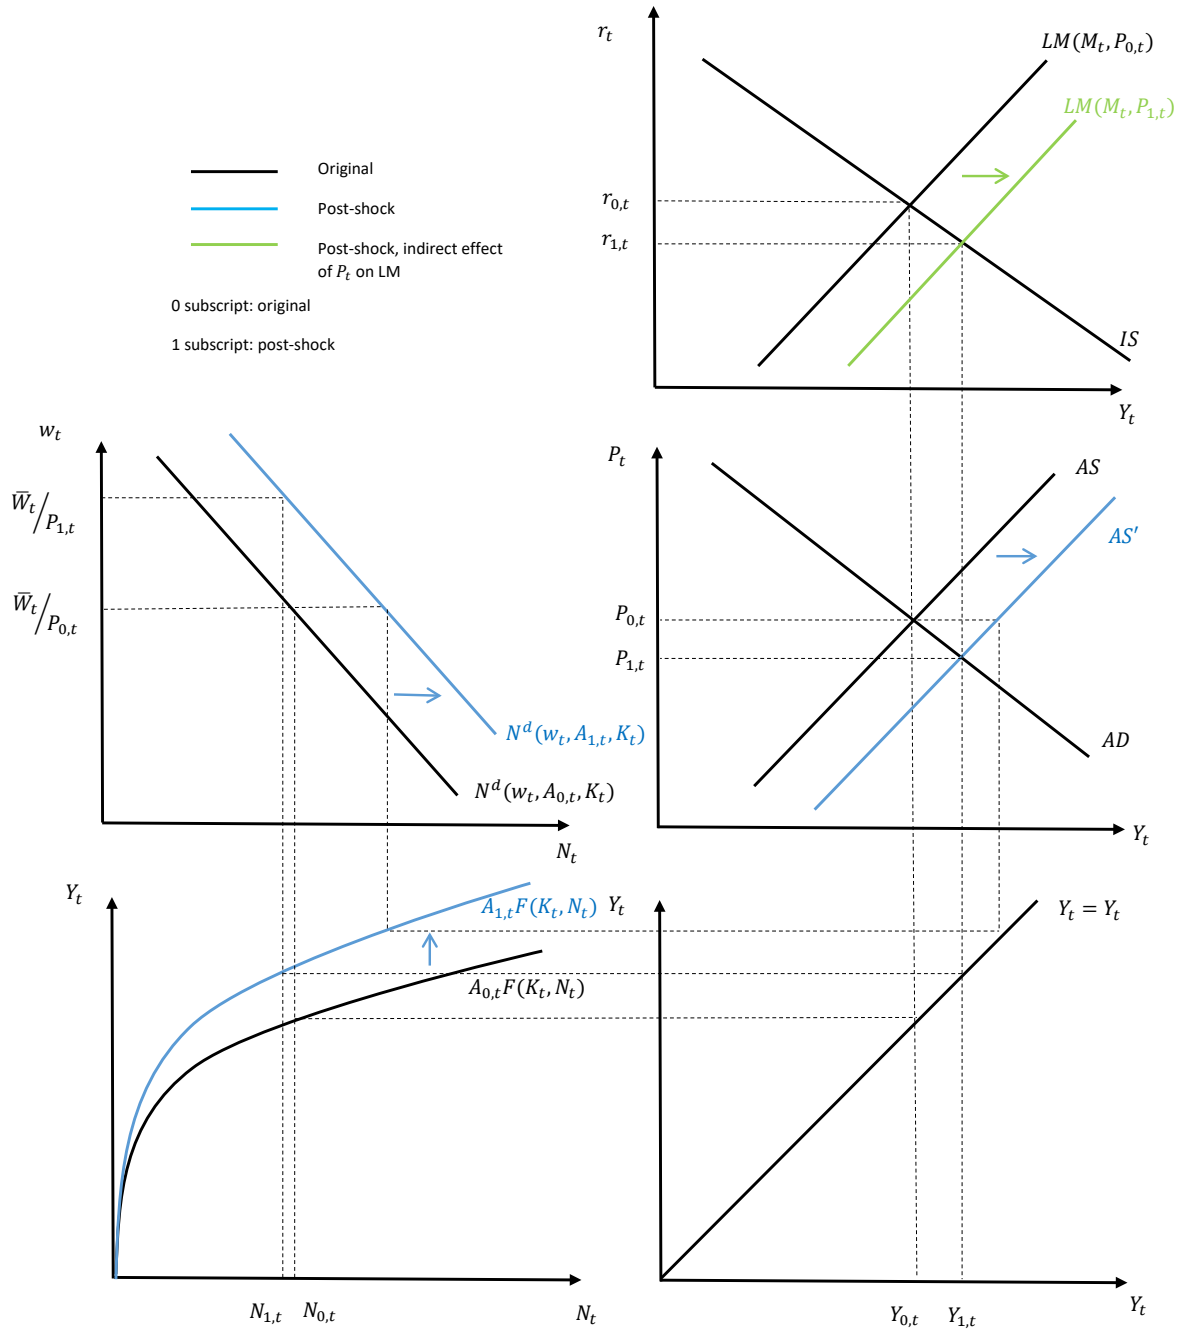 r_t
LM(M_t, P_{0,t})
LM(M_t, P_{1,t})
Original
Post-shock
Post-shock, indirect effect
of P_t on LM
0 subscript: original
1 subscript: post-shock
r_{0,t}
r_{1,t}
IS
Y_t
w_t
W̄_t/P_{1,t}
W̄_t/P_{0,t}
N^d(w_t, A_{1,t}, K_t)
N^d(w_t, A_{0,t}, K_t)
N_t
P_t
AS
AS′
P_{0,t}
P_{1,t}
AD
Y_t
Y_t
A_{1,t}F(K_t, N_t)
A_{0,t}F(K_t, N_t)
N_{1,t}
N_{0,t}
N_t
Y_t
Y_t = Y_t
Y_{0,t}
Y_{1,t}
Y_t